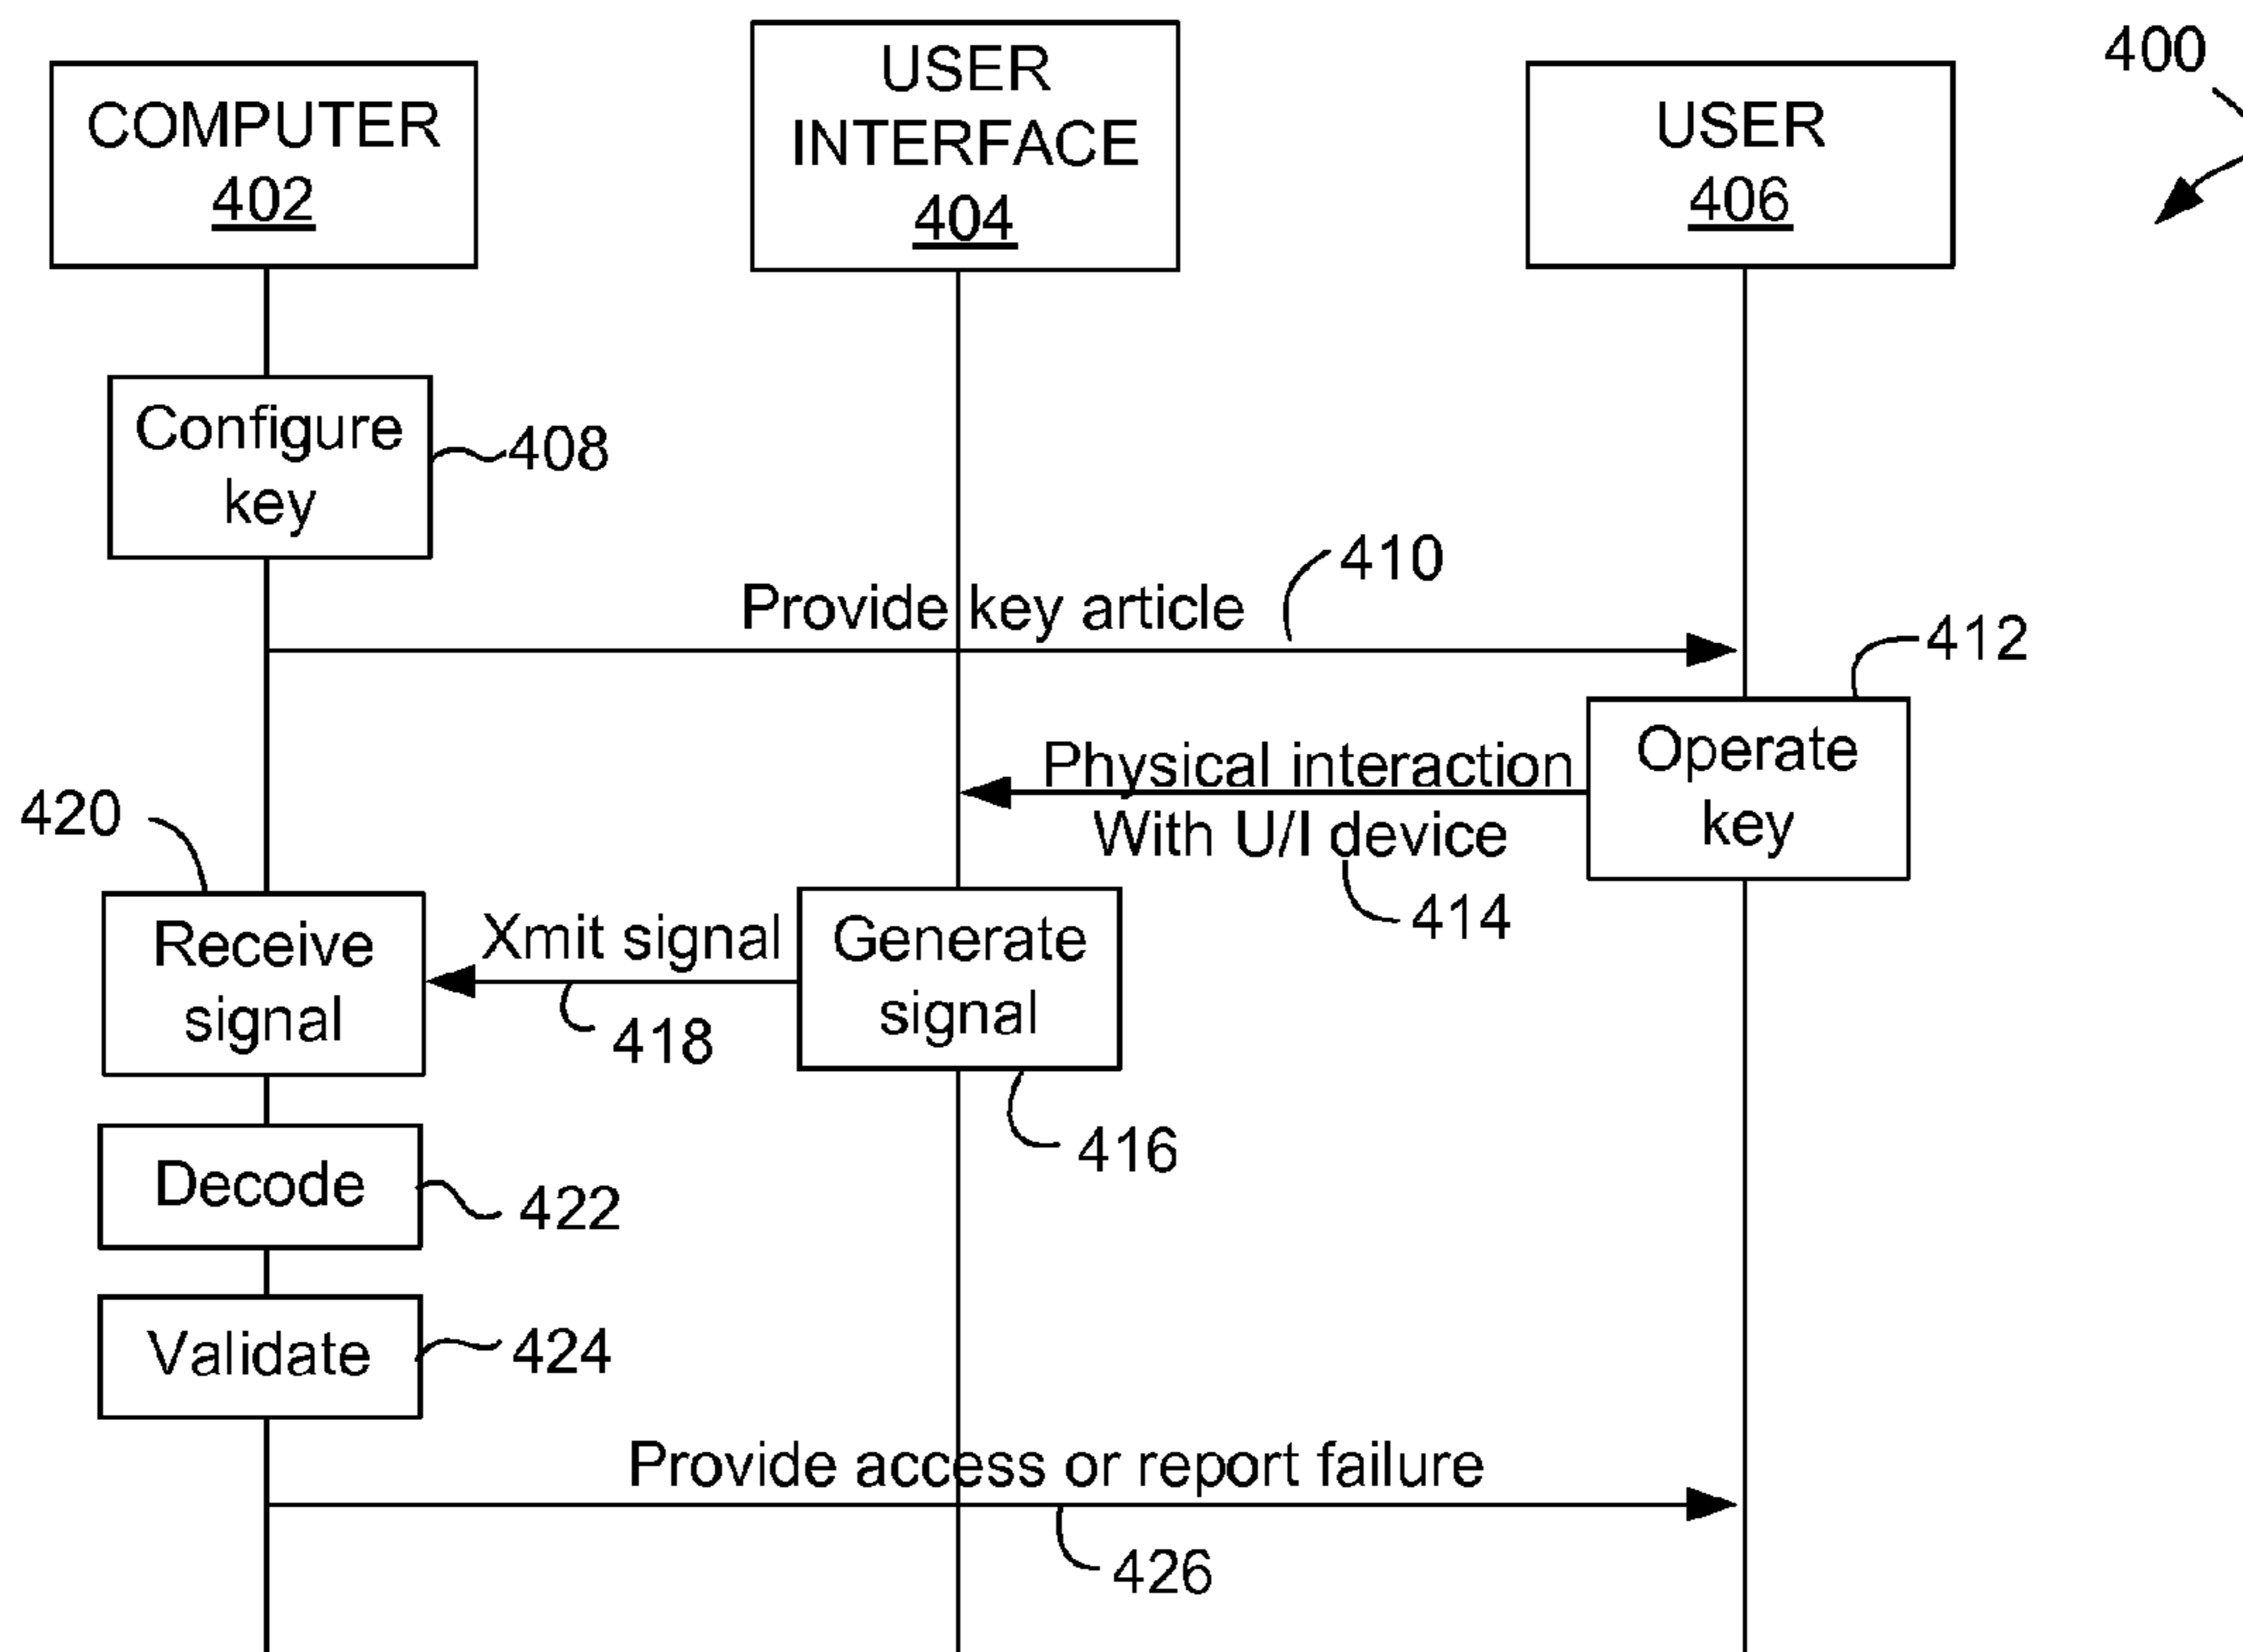 COMPUTER
402
USER
INTERFACE
404
USER
406
400
Configure
key
408
Provide key article
410
412
Operate
key
Physical interaction
With U/I device
414
420
Receive
signal
Xmit signal
418
Generate
signal
416
Decode
422
Validate
424
Provide access or report failure
426